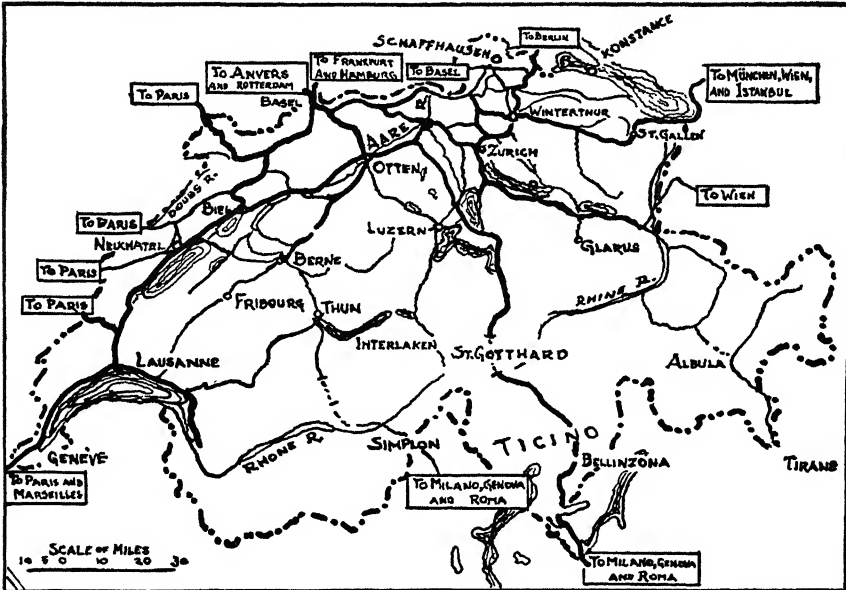 SCHAFFHAUSEN
TO BERLIN
KONSTANCE
TO ANVERS
AND ROTTERDAM
TO FRANKFURT
AND HAMBURG
TO BASEL
TO MÜNCHEN, WIEN,
AND ISTANBUL
TO PARIS
BASEL
R.
WINTERTHUR
AARE
ST. GALLEN
ZURICH
OTTEN
DOUBS R.
TO WIEN
TO PARIS
BIEL
LUZERN
NEUCHATEL
GLARUS
BERNE
TO PARIS
RHINE R.
FRIBOURG
THUN
TO PARIS
INTERLAKEN
ST. GOTTHARD
LAUSANNE
ALBULA
TICINO
RHONE R.
SIMPLON
GENEVE
BELLINZONA
TIRANS
TO PARIS AND
MARSEILLES
TO MILANO, GENOVA
AND ROMA
SCALE OF MILES
10 5 0 10 20 30
TO MILANO, GENOVA
AND ROMA